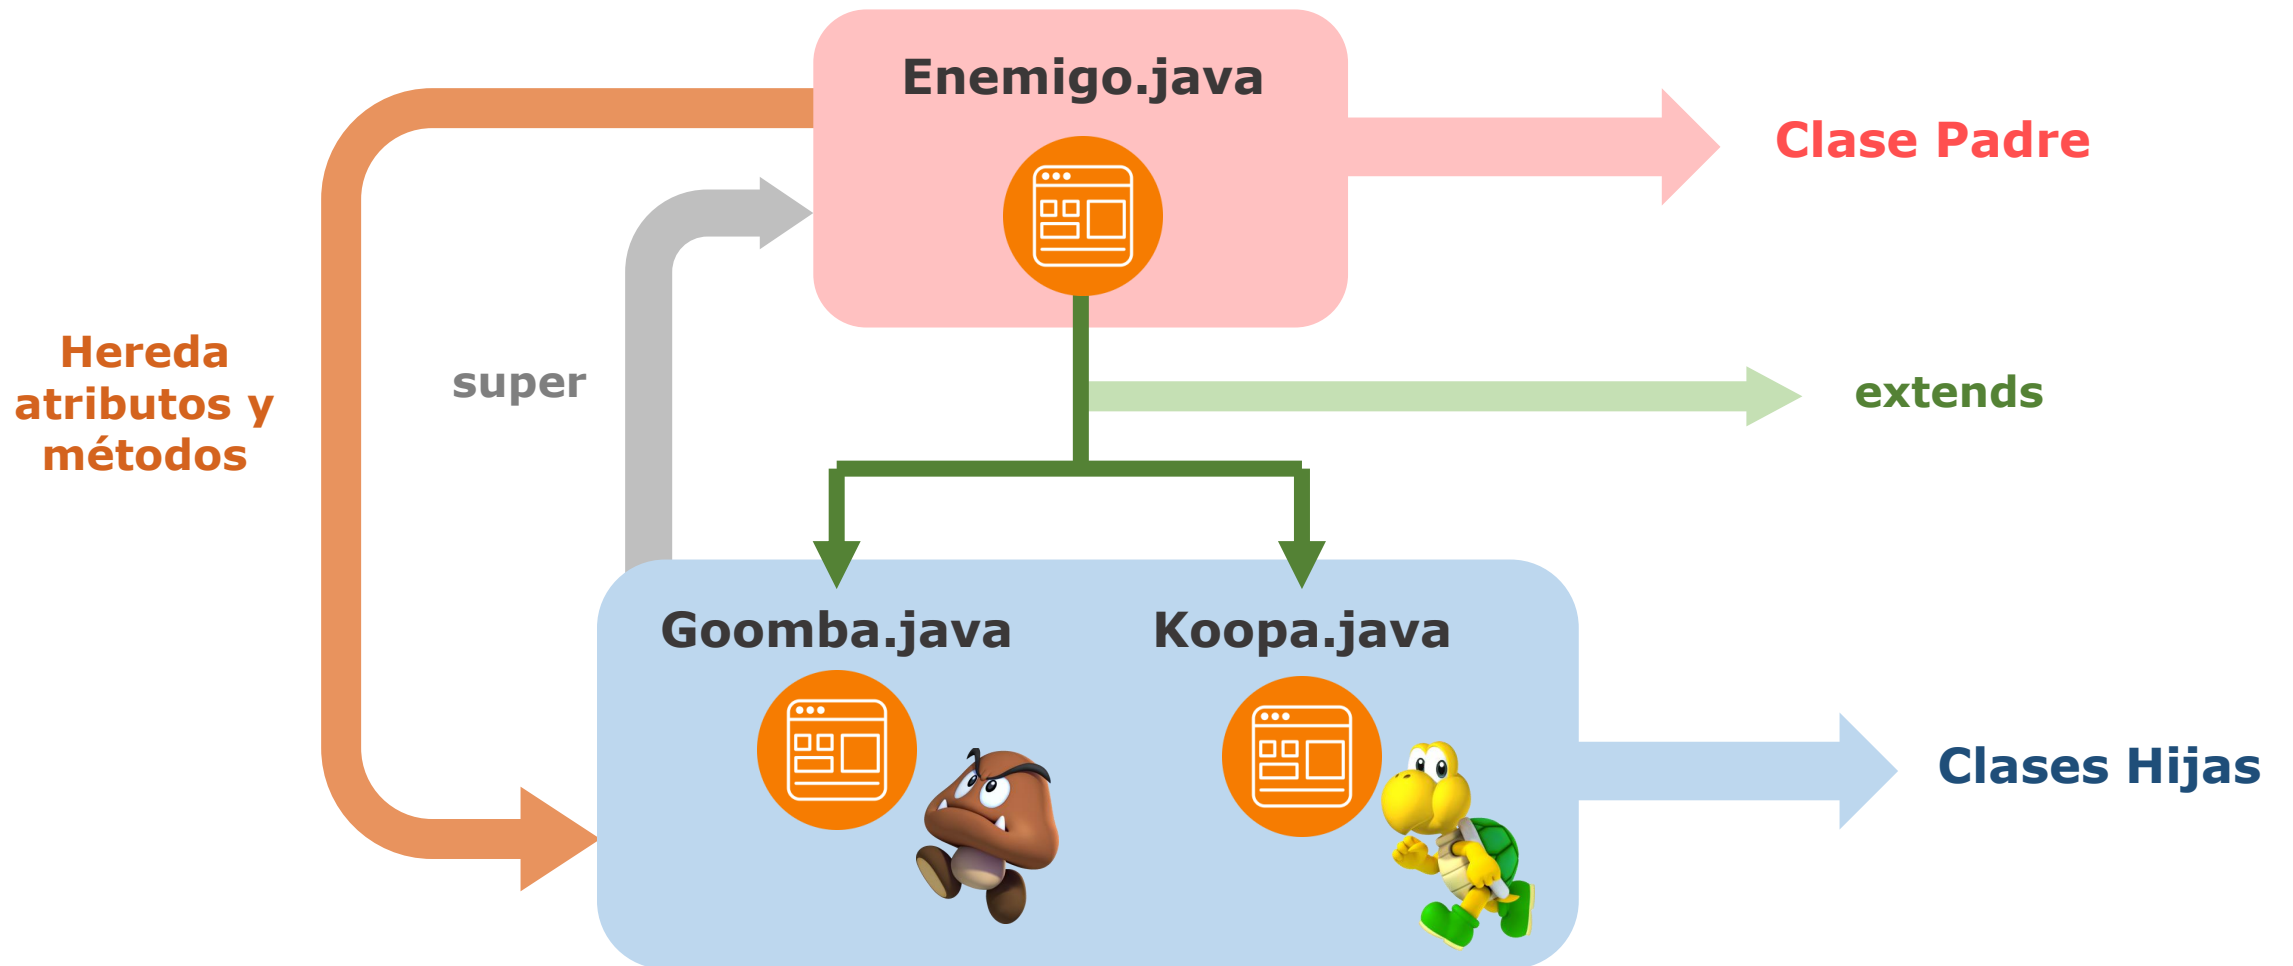 Enemigo.java
Clase Padre
Hereda
atributos y
métodos
super
extends
Goomba.java
Koopa.java
Clases Hijas